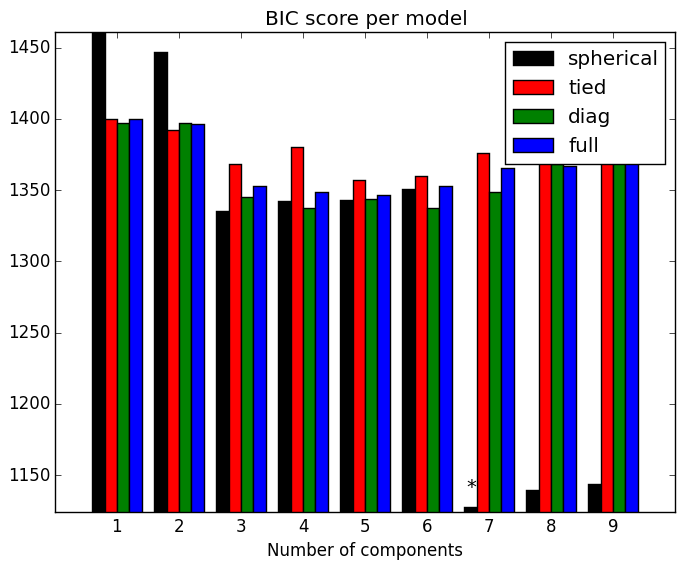 BIC score per model
1450
1400
1350
1300
1250
1200
1150
spherical
tied
diag
full
*
1 2 3 4 5 6 7 8 9
Number of components